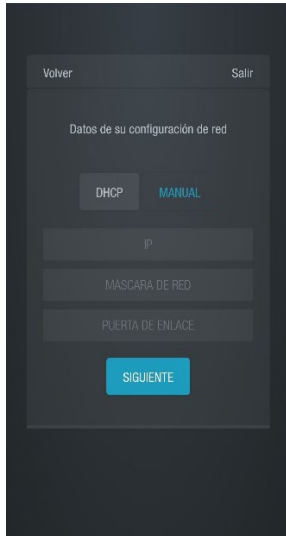 Volver Salir
Datos de su configuración de red
DHCP MANUAL
IP
MÁSCARA DE RED
PUERTA DE ENLACE
SIGUIENTE